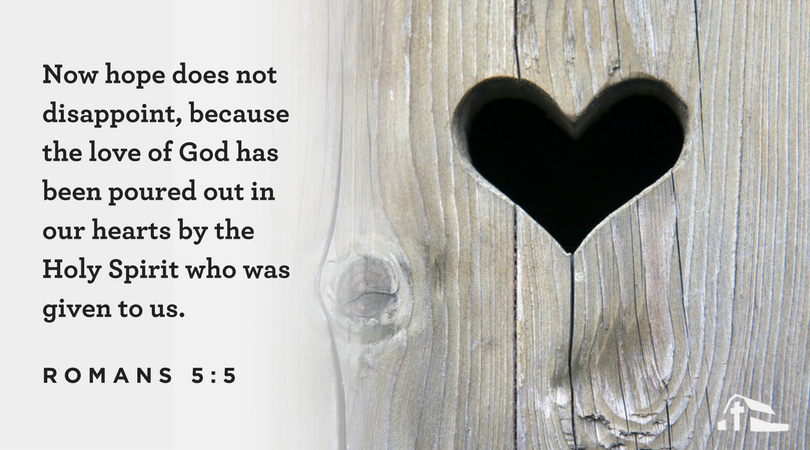 Now hope does not
disappoint, because
the love of God has
been poured out in
our hearts by the
Holy Spirit who was
given to us.
ROMANS 5:5